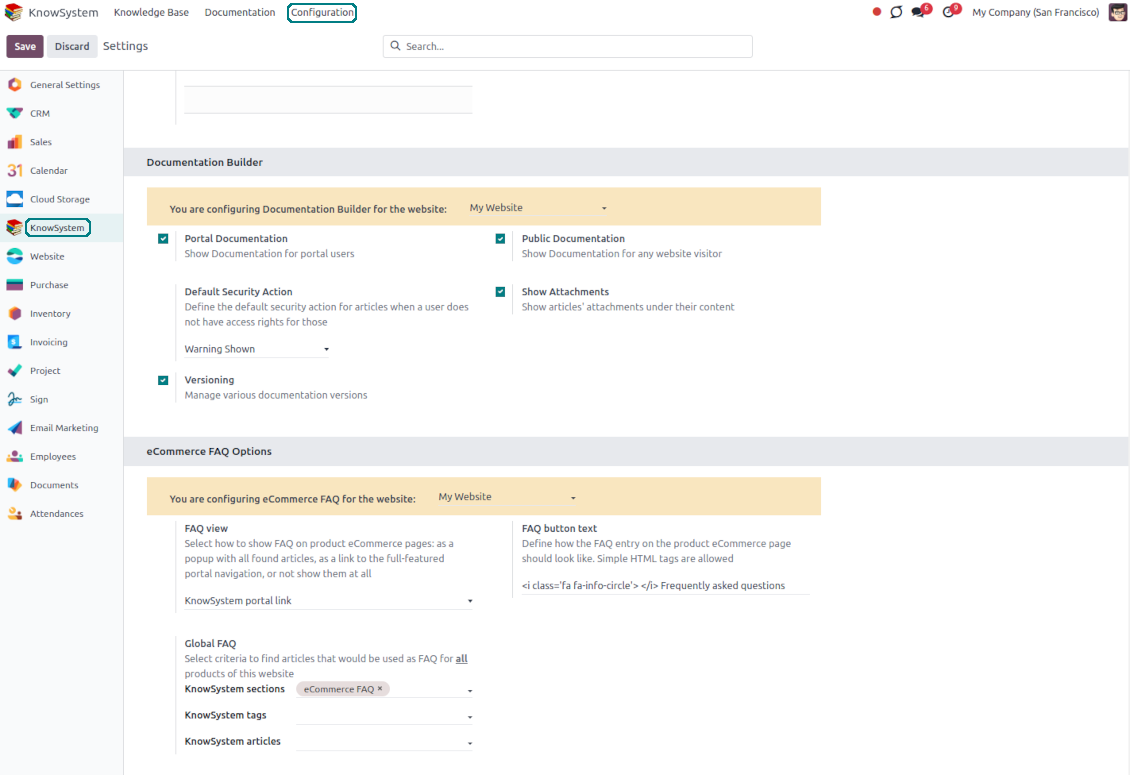 KnowSystem Knowledge Base Documentation Configuration 6 9 My Company (San Francisco)
Save Discard Settings Search...
General Settings
CRM
Sales
31 Calendar
Cloud Storage
KnowSystem
Website
Purchase
Inventory
$ Invoicing
Project
Sign
Email Marketing
Employees
Documents
Attendances
Documentation Builder
You are configuring Documentation Builder for the website: My Website
Portal Documentation
Show Documentation for portal users
Public Documentation
Show Documentation for any website visitor
Default Security Action
Define the default security action for articles when a user does
not have access rights for those
Warning Shown
Show Attachments
Show articles' attachments under their content
Versioning
Manage various documentation versions
eCommerce FAQ Options
You are configuring eCommerce FAQ for the website: My Website
FAQ view
Select how to show FAQ on product eCommerce pages: as a
popup with all found articles, as a link to the full-featured
portal navigation, or not show them at all
KnowSystem portal link
FAQ button text
Define how the FAQ entry on the product eCommerce page
should look like. Simple HTML tags are allowed
<i class='fa fa-info-circle'> </i> Frequently asked questions
Global FAQ
Select criteria to find articles that would be used as FAQ for all
products of this website
KnowSystem sections eCommerce FAQ ×
KnowSystem tags
KnowSystem articles